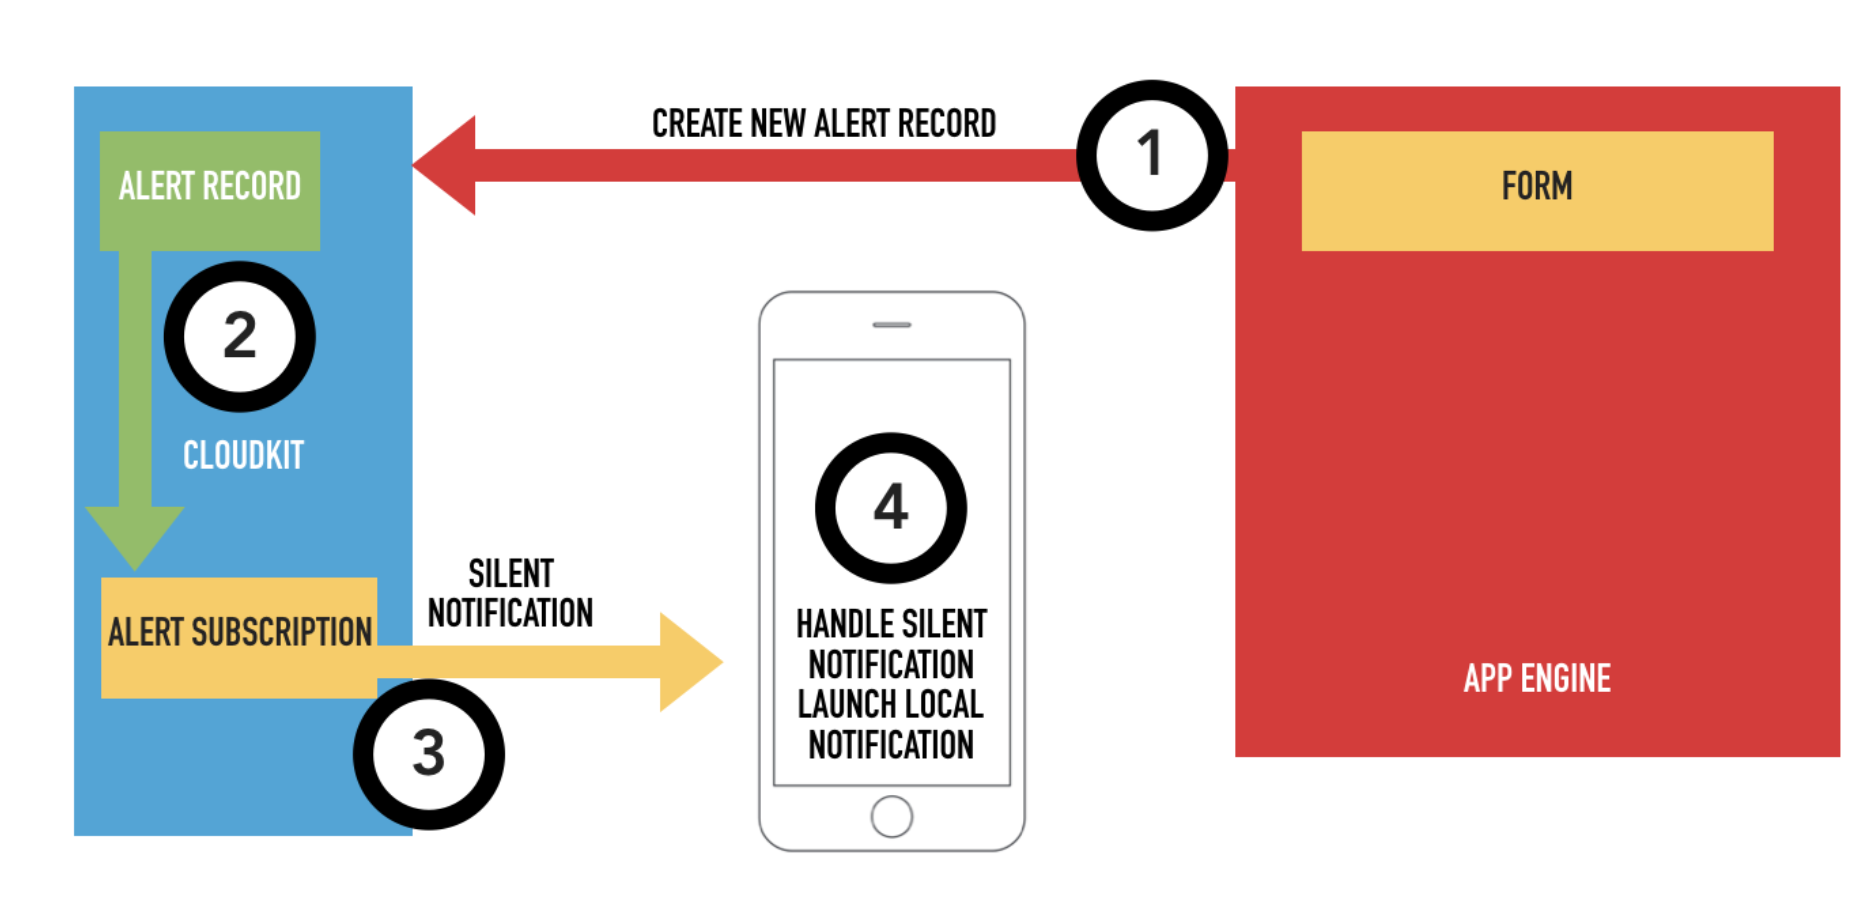 CREATE NEW ALERT RECORD
1
FORM
ALERT RECORD
2
CLOUDKIT
ALERT SUBSCRIPTION
SILENT
NOTIFICATION
3
4
HANDLE SILENT
NOTIFICATION
LAUNCH LOCAL
NOTIFICATION
APP ENGINE